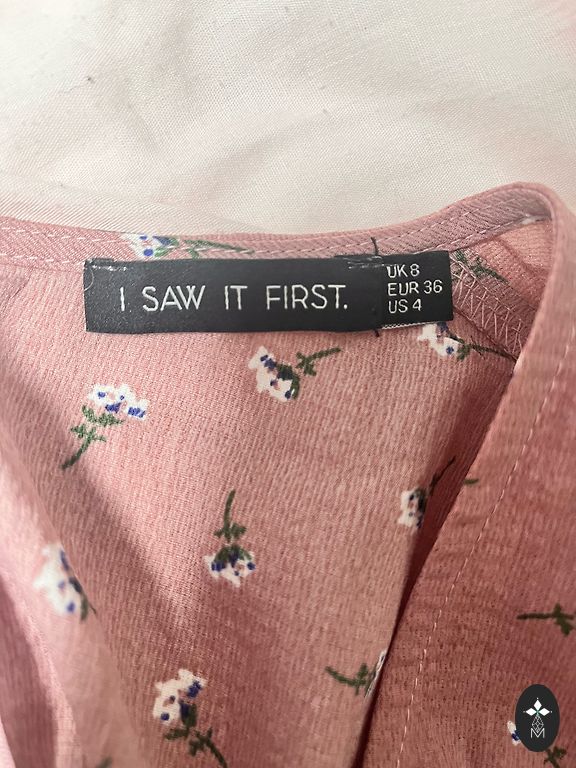 I SAW IT FIRST.
UK 8
EUR 36
US 4
M